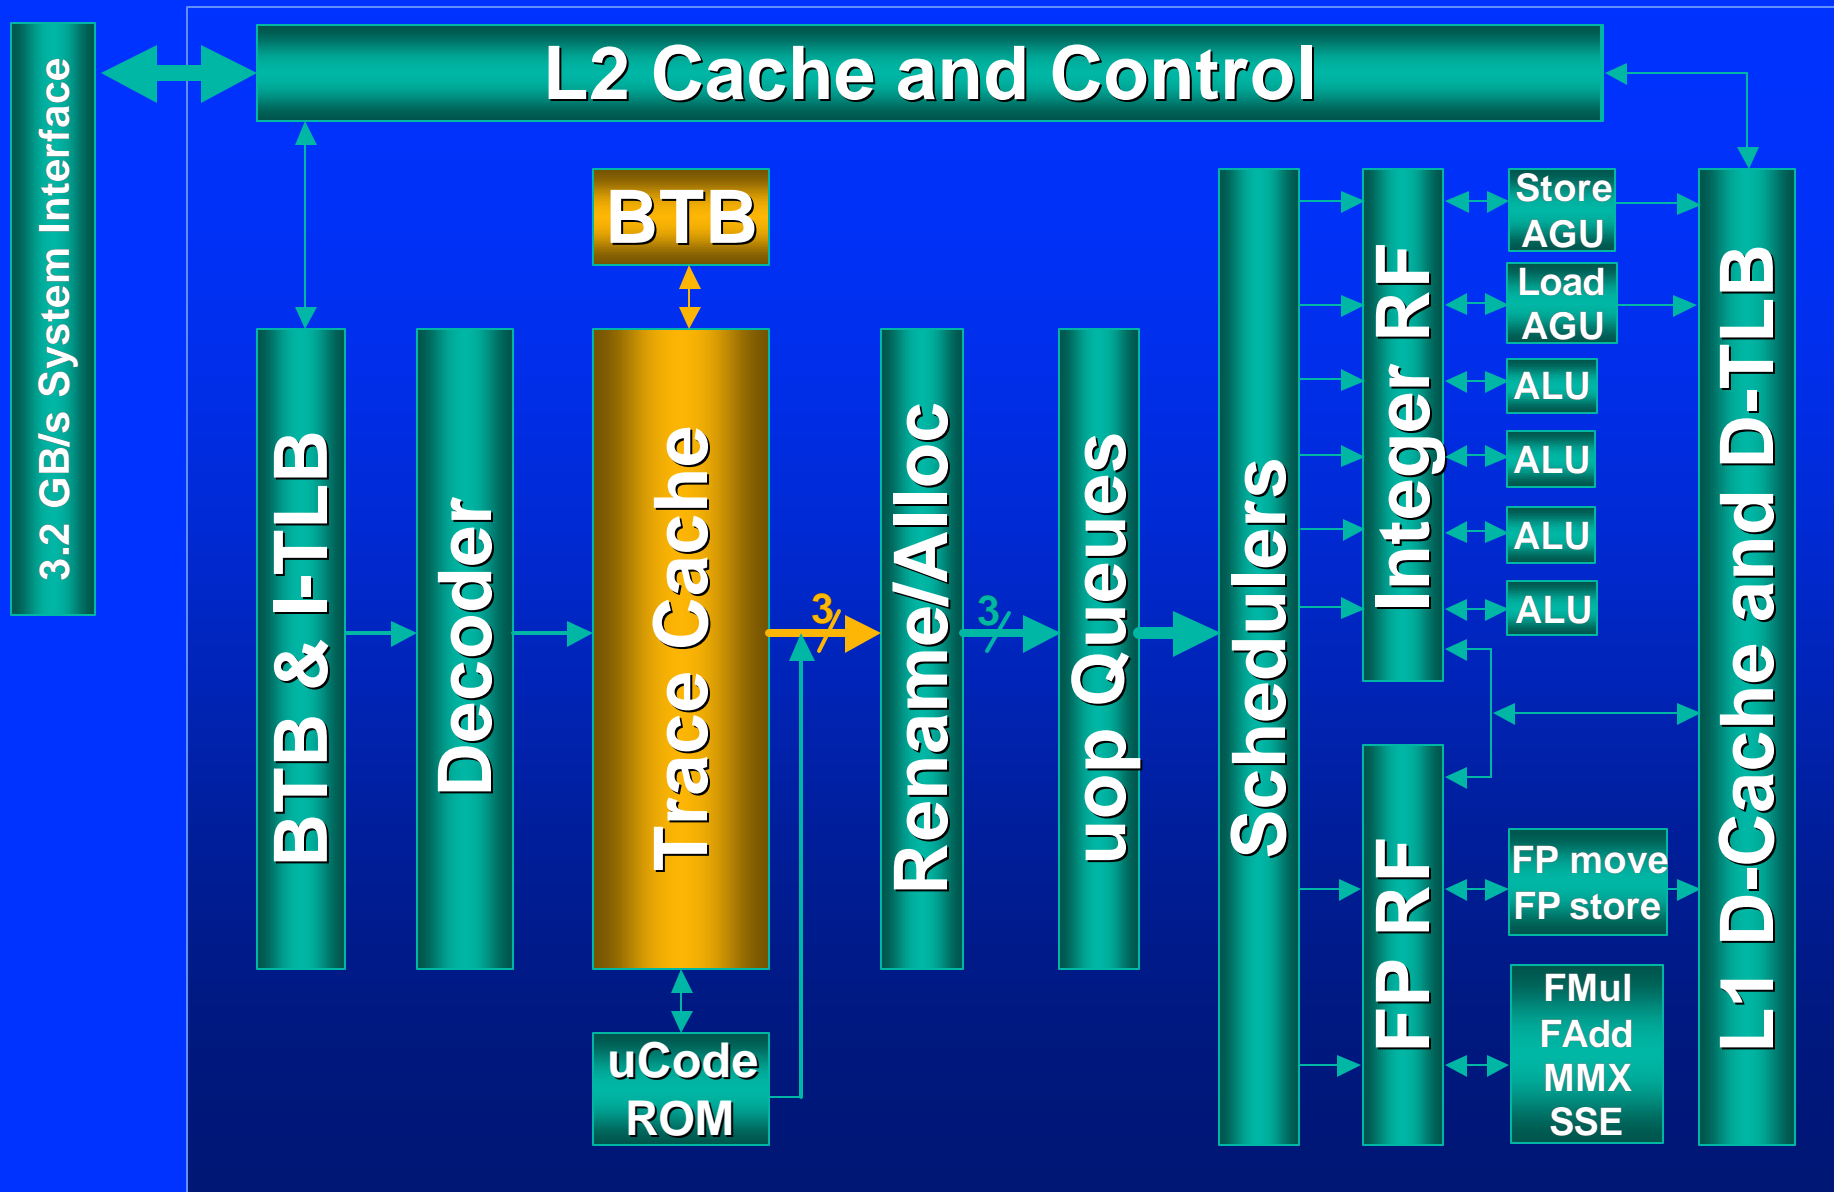 3.2 GB/s System Interface
L2 Cache and Control
BTB
BTB & I-TLB
Decoder
Trace Cache
3
Rename/Alloc
3
uop Queues
Schedulers
Integer RF
FP RF
Store
AGU
Load
AGU
ALU
ALU
ALU
ALU
FP move
FP store
FMul
FAdd
MMX
SSE
L1 D-Cache and D-TLB
uCode
ROM